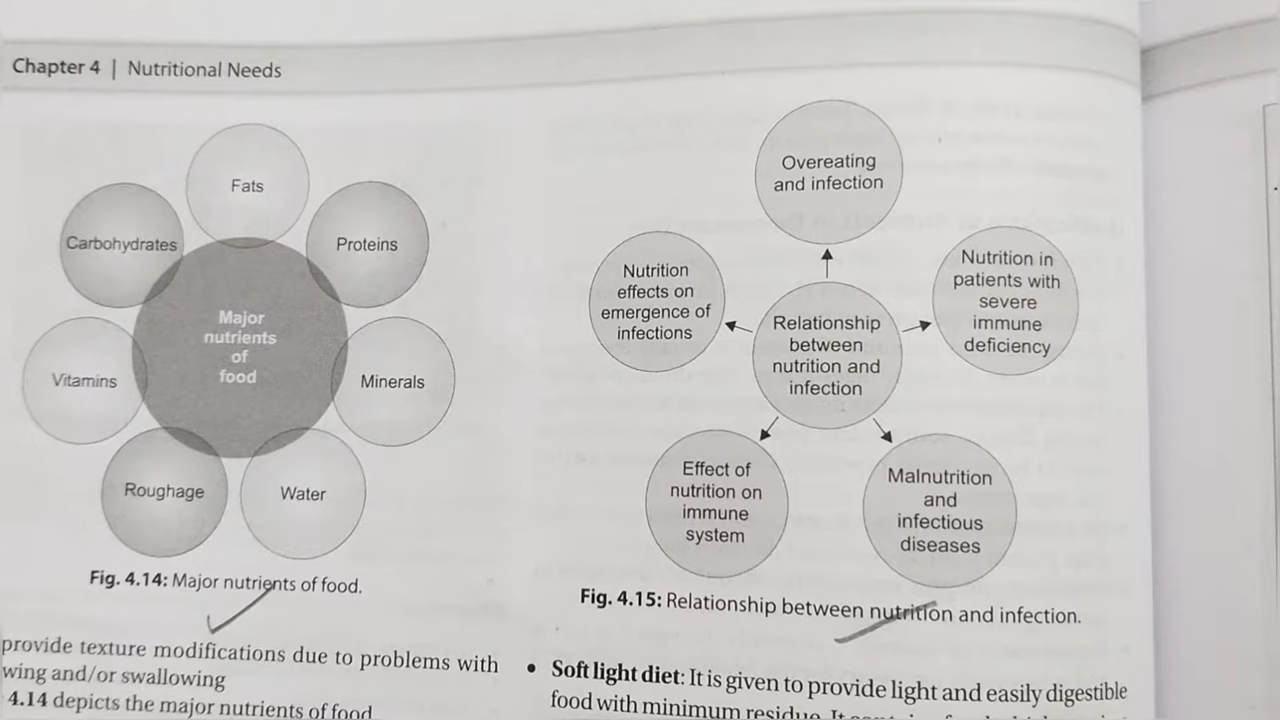 Chapter 4 | Nutritional Needs
Fats
Carbohydrates
Proteins
Major
nutrients
of
food
Vitamins
Minerals
Roughage
Water
Fig. 4.14: Major nutrients of food.
provide texture modifications due to problems with
wing and/or swallowing
4.14 depicts the major nutrients of food
Overeating
and infection
Nutrition
effects on
emergence of
infections
Nutrition in
patients with
severe
immune
deficiency
Relationship
between
nutrition and
infection
Effect of
nutrition on
immune
system
Malnutrition
and
infectious
diseases
Fig. 4.15: Relationship between nutrition and infection.
• Soft light diet: It is given to provide light and easily digestible
food with minimum residue. It